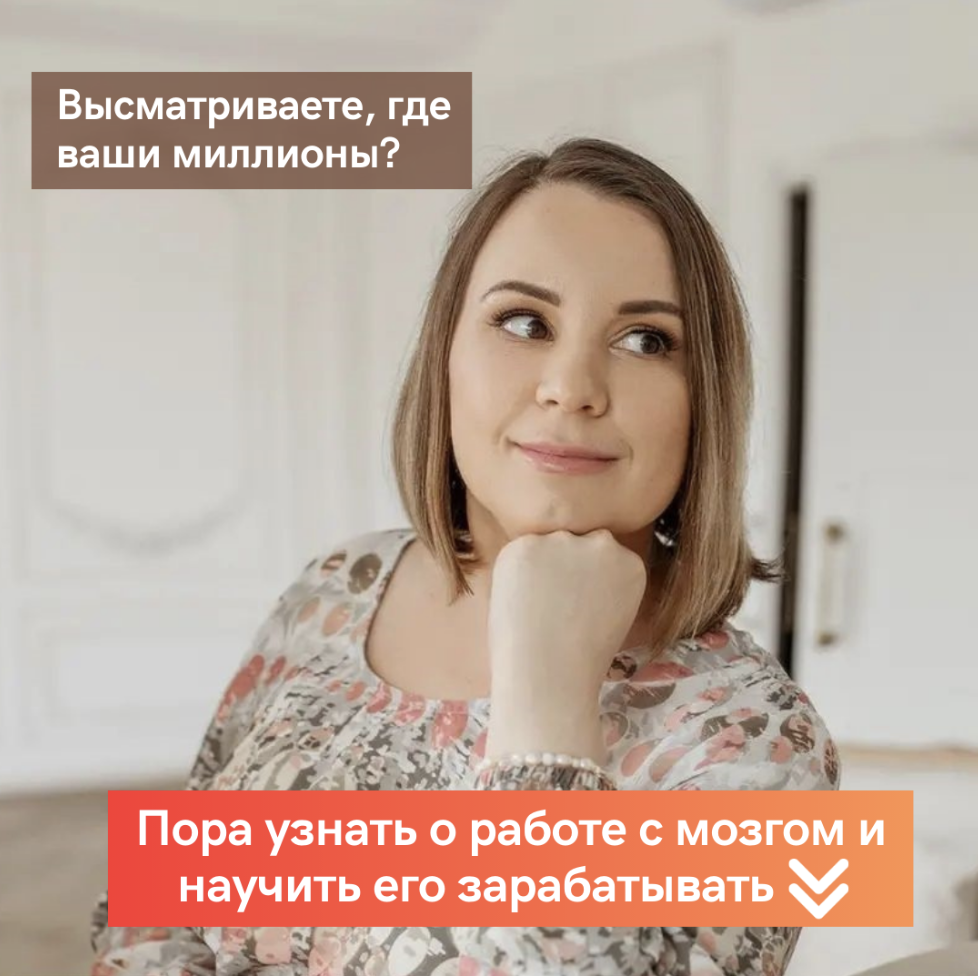 Высматриваете, где
ваши миллионы?
Пора узнать о работе с мозгом и
научить его зарабатывать